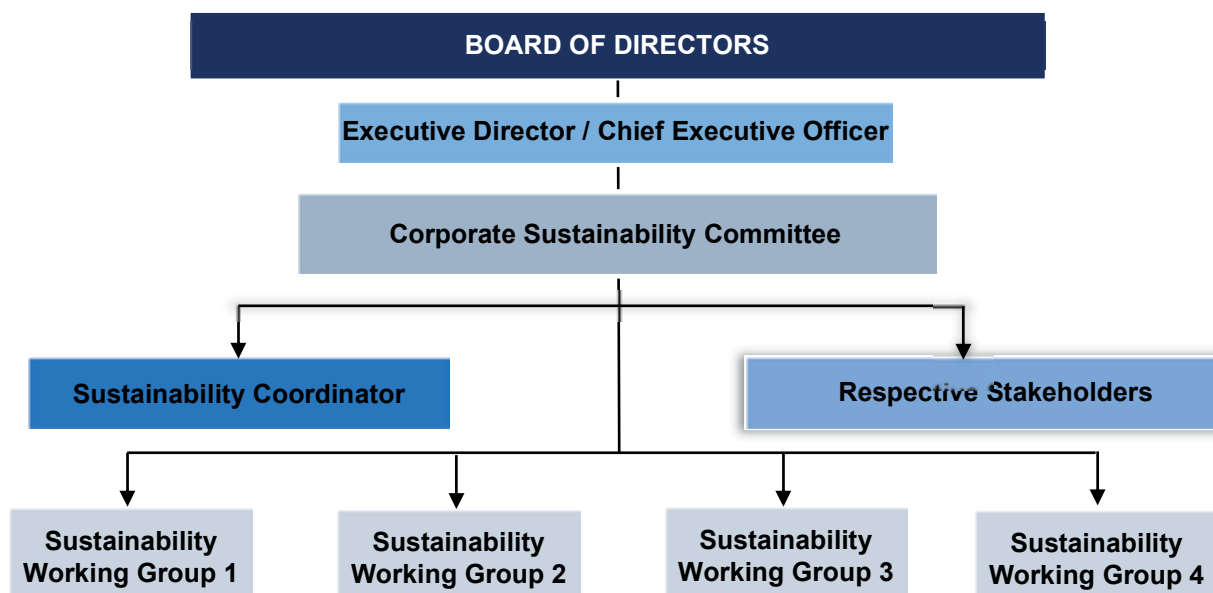 BOARD OF DIRECTORS
Executive Director / Chief Executive Officer
Corporate Sustainability Committee
Sustainability Coordinator
Respective Stakeholders
Sustainability
Working Group 1
Sustainability
Working Group 2
Sustainability
Working Group 3
Sustainability
Working Group 4